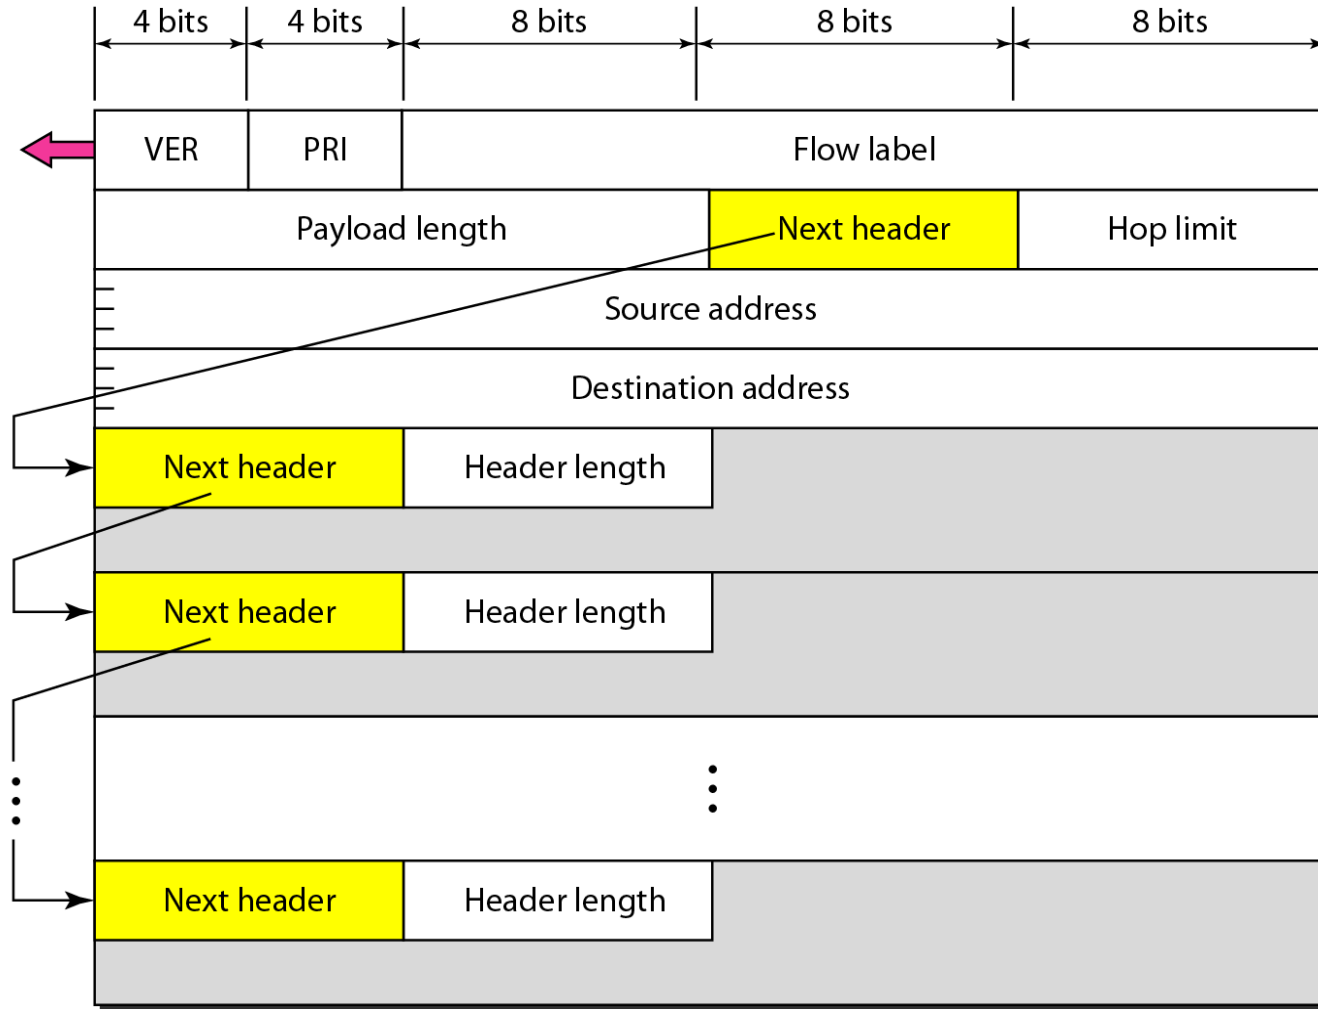 4 bits 4 bits 8 bits 8 bits 8 bits
VER PRI Flow label
Payload length Next header Hop limit
Source address
Destination address
Next header Header length
Next header Header length
Next header Header length